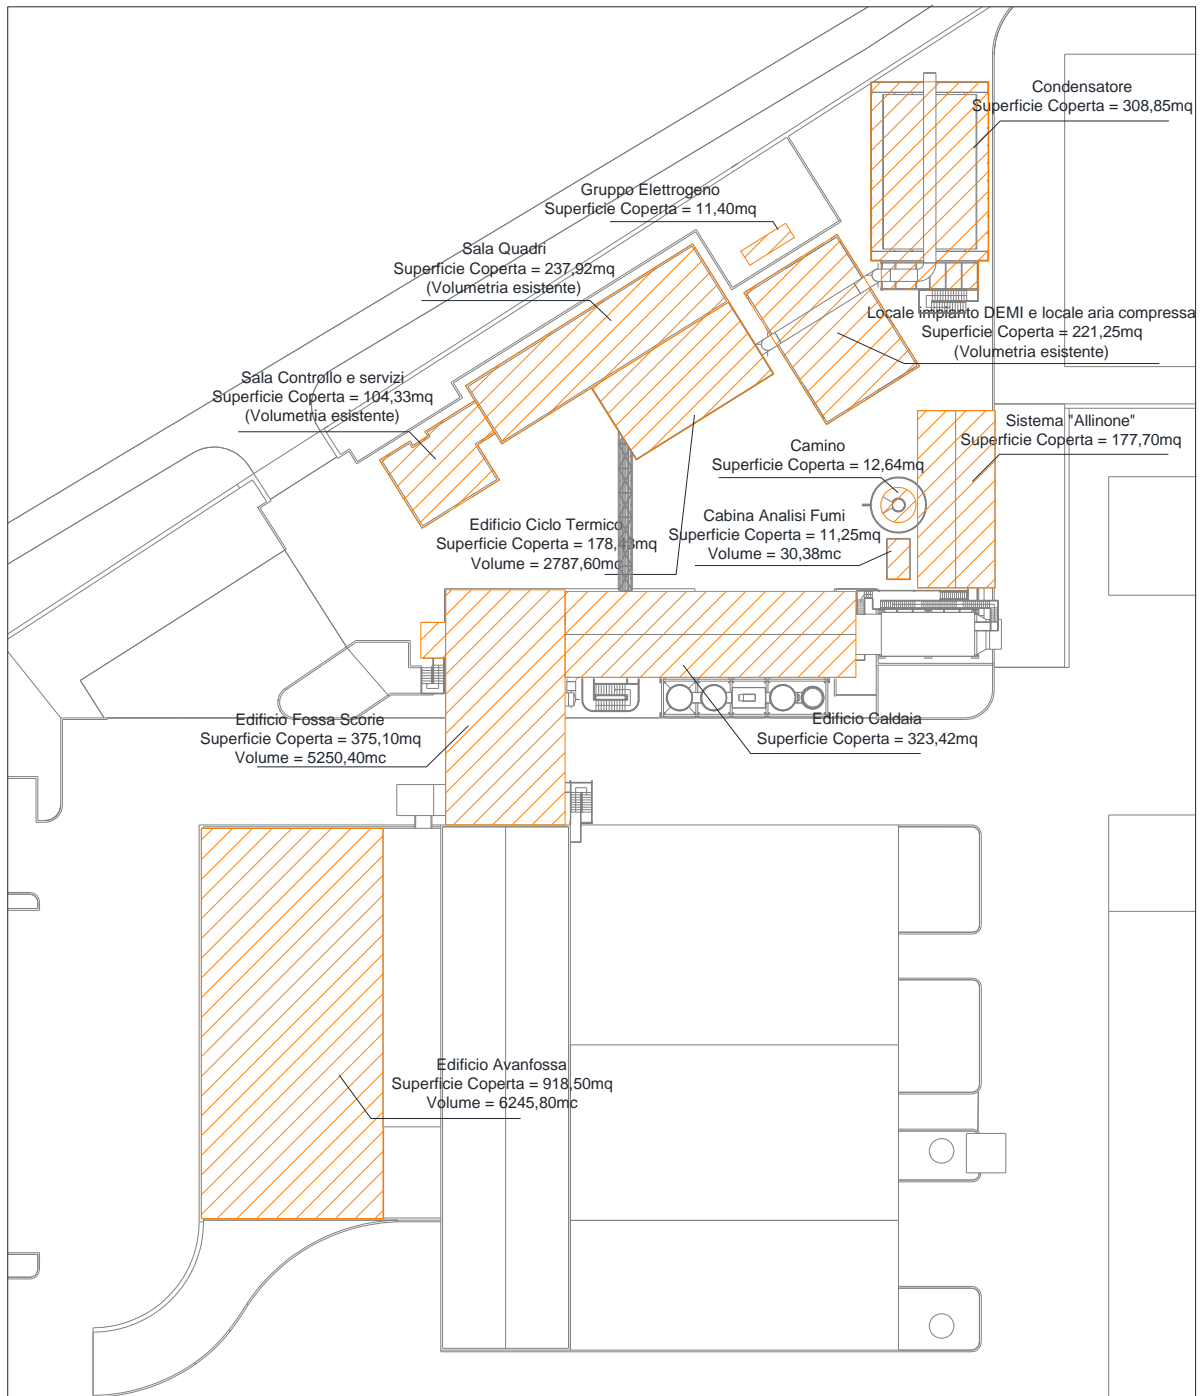 Condensatore
Superficie Coperta = 308,85mq
Gruppo Elettrogeno
Superficie Coperta = 11,40mq
Sala Quadri
Superficie Coperta = 237,92mq
(Volumetria esistente)
Locale impianto DEMI e locale aria compressa
Superficie Coperta = 221,25mq
(Volumetria esistente)
Sala Controllo e servizi
Superficie Coperta = 104,33mq
(Volumetria esistente)
Sistema "Allinone"
Superficie Coperta = 177,70mq
Camino
Superficie Coperta = 12,64mq
Edificio Ciclo Termico
Superficie Coperta = 178,43mq
Volume = 2787,60mc
Cabina Analisi Fumi
Superficie Coperta = 11,25mq
Volume = 30,38mc
Edificio Fossa Scorie
Superficie Coperta = 375,10mq
Volume = 5250,40mc
Edificio Caldaia
Superficie Coperta = 323,42mq
Edificio Avanfossa
Superficie Coperta = 918,50mq
Volume = 6245,80mc